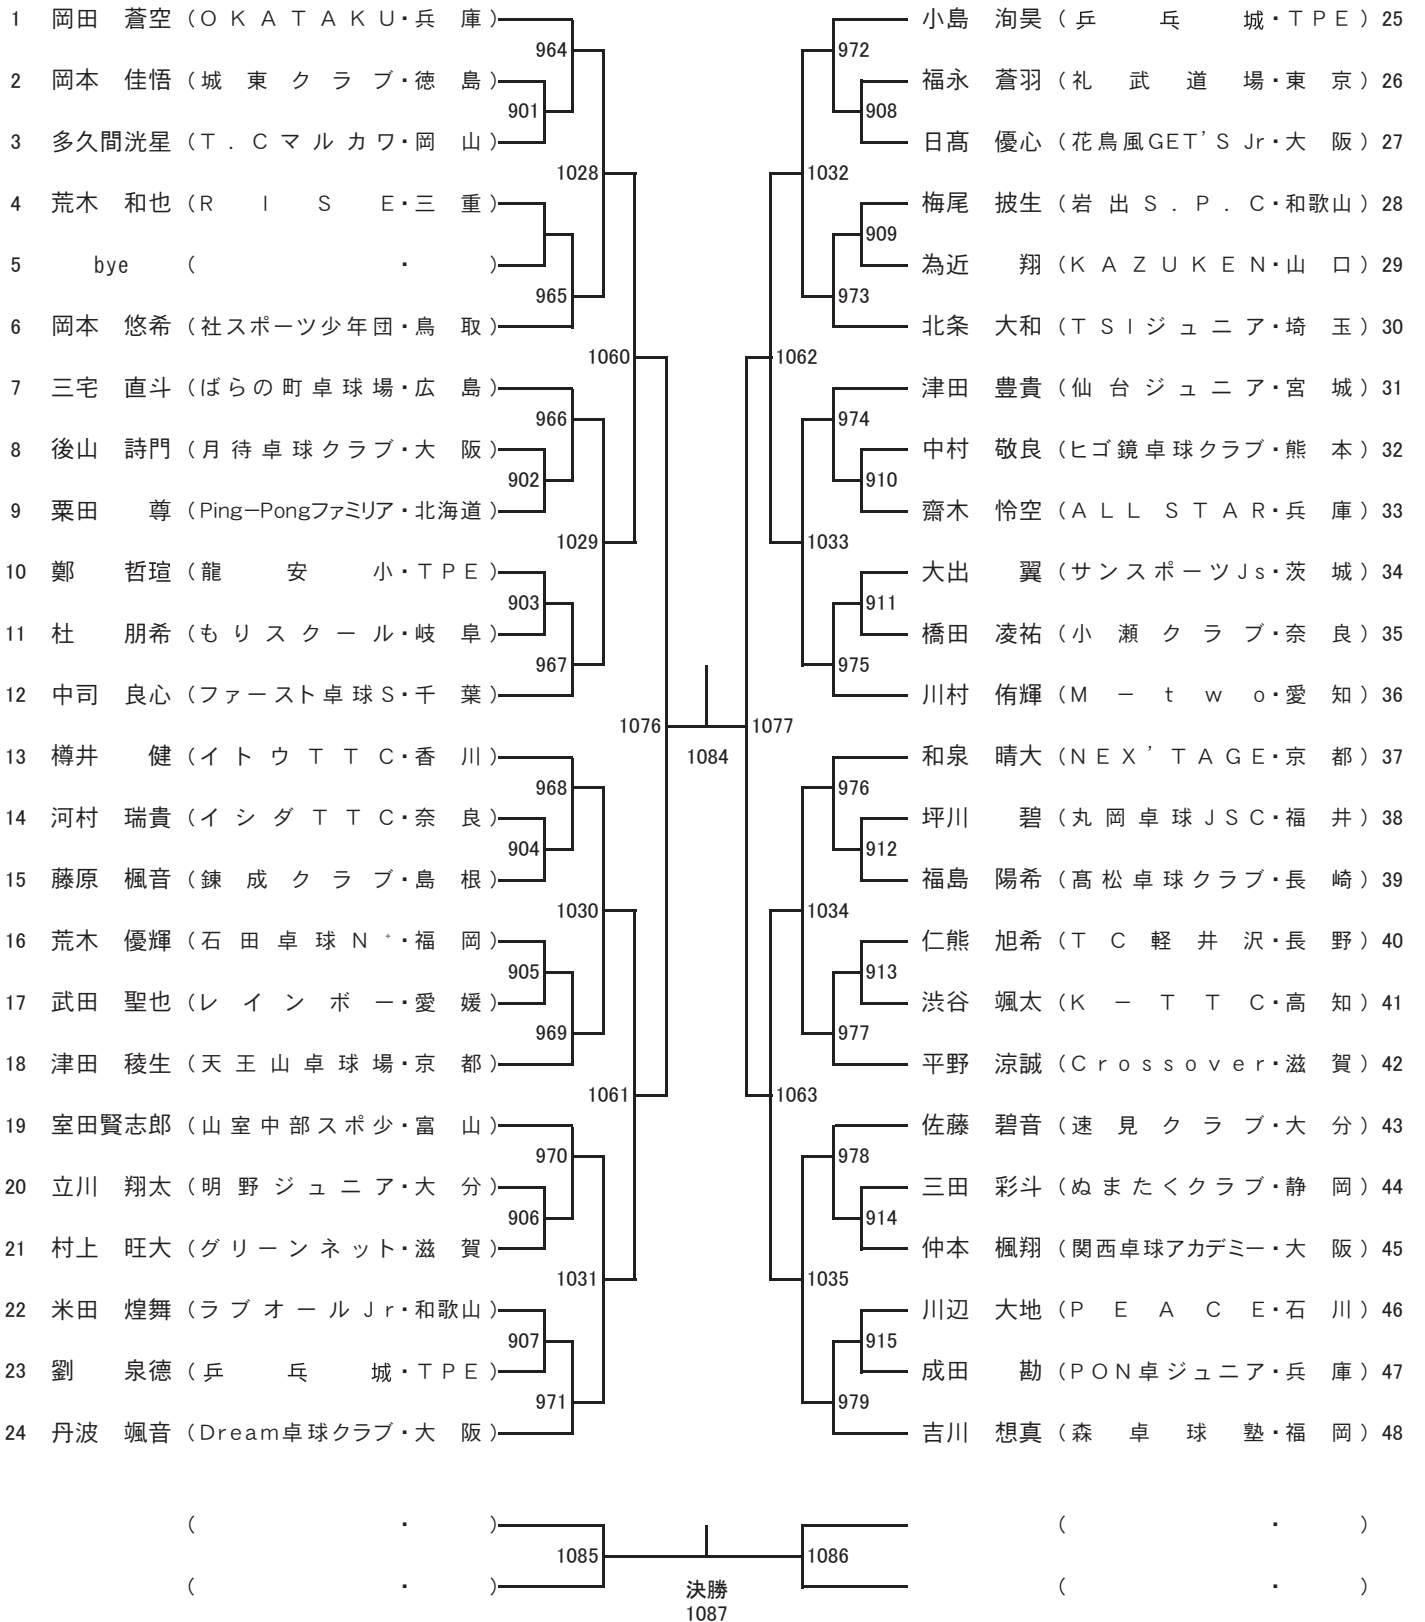 1 岡田 蒼空 (OKATAKU・兵庫)
2 岡本 佳悟 (城東クラブ・徳島)
3 多久間洸星 (T.Cマルカワ・岡山)
4 荒木 和也 (RISE・三重)
5 bye ( ・ )
6 岡本 悠希 (社スポーツ少年団・鳥取)
7 三宅 直斗 (ばらの町卓球場・広島)
8 後山 詩門 (月待卓球クラブ・大阪)
9 粟田 尊 (Ping-Pongファミリア・北海道)
10 鄭 哲瑄 (龍安小・TPE)
11 杜 朋希 (もりスクール・岐阜)
12 中司 良心 (ファースト卓球S・千葉)
13 樽井 健 (イトウTTC・香川)
14 河村 瑞貴 (イシダTTC・奈良)
15 藤原 楓音 (錬成クラブ・島根)
16 荒木 優輝 (石田卓球N⁺・福岡)
17 武田 聖也 (レインボー・愛媛)
18 津田 稜生 (天王山卓球場・京都)
19 室田賢志郎 (山室中部スポ少・富山)
20 立川 翔太 (明野ジュニア・大分)
21 村上 旺大 (グリーンネット・滋賀)
22 米田 煌舞 (ラブオールJr・和歌山)
23 劉 泉德 (乒乓城・TPE)
24 丹波 颯音 (Dream卓球クラブ・大阪)
964
901
1028
965
1060
966
902
1029
903
967
1076
968
904
1030
905
969
1061
970
906
1031
907
971
1084
972
908
1032
909
973
1062
974
910
1033
911
975
1077
976
912
1034
913
977
1063
978
914
1035
915
979
小島 洵昊 (乒乓城・TPE) 25
福永 蒼羽 (礼武道場・東京) 26
日髙 優心 (花鳥風GET'S Jr・大阪) 27
梅尾 披生 (岩出S.P.C・和歌山) 28
為近 翔 (KAZUKEN・山口) 29
北条 大和 (TSIジュニア・埼玉) 30
津田 豊貴 (仙台ジュニア・宮城) 31
中村 敬良 (ヒゴ鏡卓球クラブ・熊本) 32
齋木 怜空 (ALL STAR・兵庫) 33
大出 翼 (サンスポーツJs・茨城) 34
橋田 凌祐 (小瀬クラブ・奈良) 35
川村 侑輝 (M-two・愛知) 36
和泉 晴大 (NEX'TAGE・京都) 37
坪川 碧 (丸岡卓球JSC・福井) 38
福島 陽希 (髙松卓球クラブ・長崎) 39
仁熊 旭希 (TC軽井沢・長野) 40
渋谷 颯太 (K-TTC・高知) 41
平野 涼誠 (Crossover・滋賀) 42
佐藤 碧音 (速見クラブ・大分) 43
三田 彩斗 (ぬまたくクラブ・静岡) 44
仲本 楓翔 (関西卓球アカデミー・大阪) 45
川辺 大地 (PEACE・石川) 46
成田 勘 (PON卓ジュニア・兵庫) 47
吉川 想真 (森卓球塾・福岡) 48
( ・ ) ( ・ )
1085 1086
( ・ ) 決勝 ( ・ )
1087